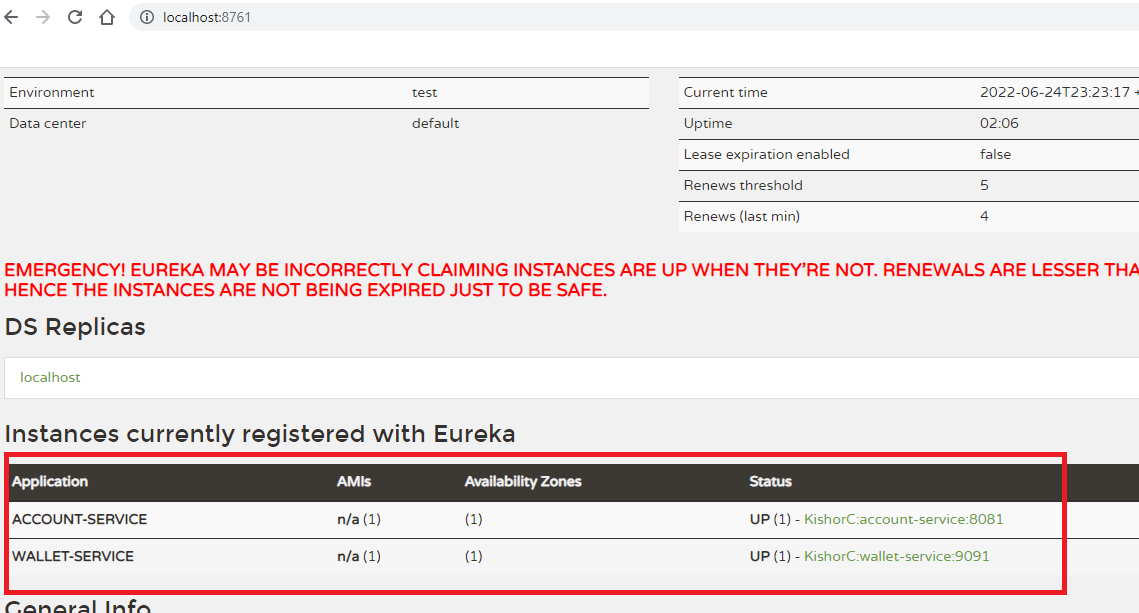 localhost:8761
Environment test
Data center default
Current time 2022-06-24T23:23:17 +
Uptime 02:06
Lease expiration enabled false
Renews threshold 5
Renews (last min) 4
EMERGENCY! EUREKA MAY BE INCORRECTLY CLAIMING INSTANCES ARE UP WHEN THEY'RE NOT. RENEWALS ARE LESSER THA
HENCE THE INSTANCES ARE NOT BEING EXPIRED JUST TO BE SAFE.
DS Replicas
localhost
Instances currently registered with Eureka
Application AMIs Availability Zones Status
ACCOUNT-SERVICE n/a (1) (1) UP (1) - KishorC:account-service:8081
WALLET-SERVICE n/a (1) (1) UP (1) - KishorC:wallet-service:9091
General Info